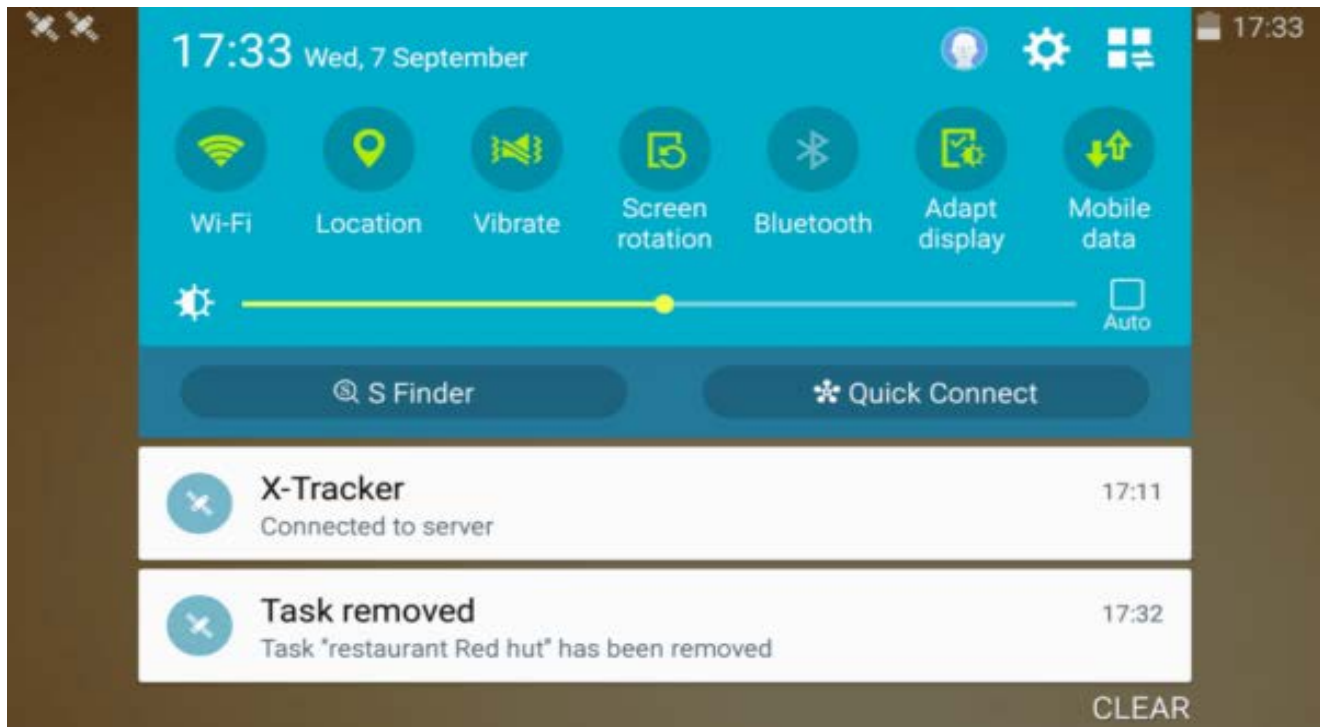 17:33
17:33 Wed, 7 September
Wi-Fi
Location
Vibrate
Screen
rotation
Bluetooth
Adapt
display
Mobile
data
Auto
S Finder
Quick Connect
X-Tracker
17:11
Connected to server
Task removed
17:32
Task "restaurant Red hut" has been removed
CLEAR